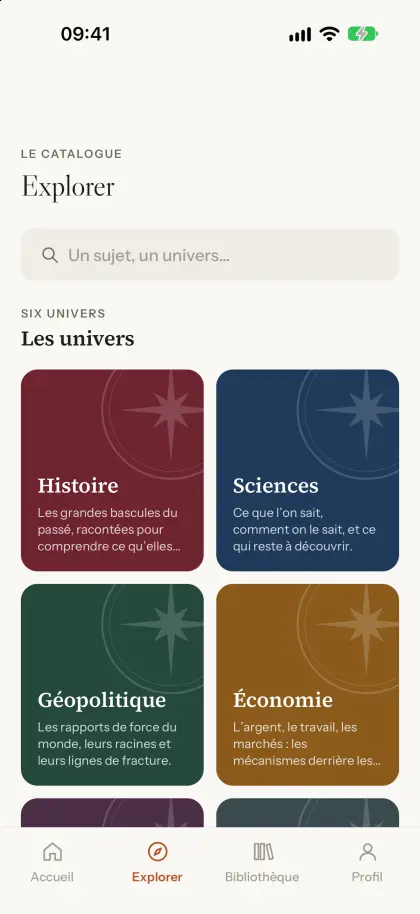 09:41
LE CATALOGUE
Explorer
Un sujet, un univers...
SIX UNIVERS
Les univers
Histoire
Les grandes bascules du
passé, racontées pour
comprendre ce qu'elles...
Sciences
Ce que l'on sait,
comment on le sait, et ce
qui reste à découvrir.
Géopolitique
Les rapports de force du
monde, leurs racines et
leurs lignes de fracture.
Économie
L'argent, le travail, les
marchés : les
mécanismes derrière les...
Accueil
Explorer
Bibliothèque
Profil